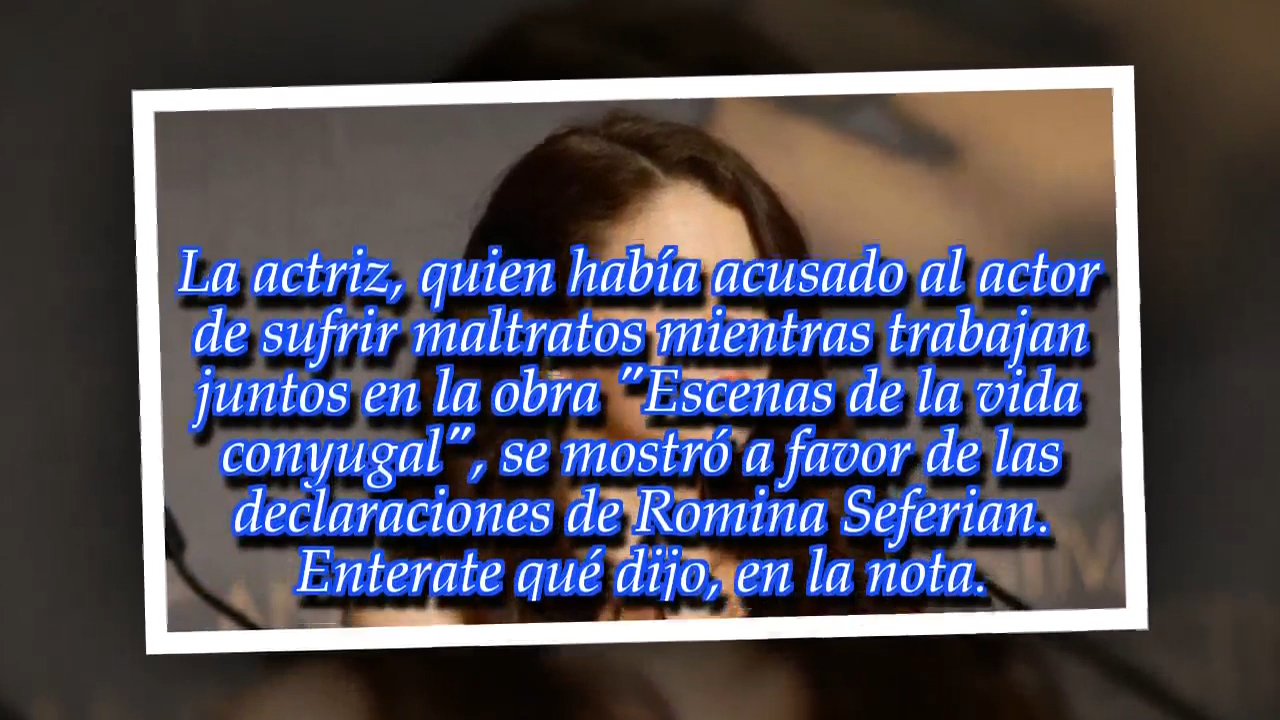 La actriz, quien había acusado al actor
de sufrir maltratos mientras trabajan
juntos en la obra "Escenas de la vida
conyugal", se mostró a favor de las
declaraciones de Romina Seferian.
Enterate qué dijo, en la nota.